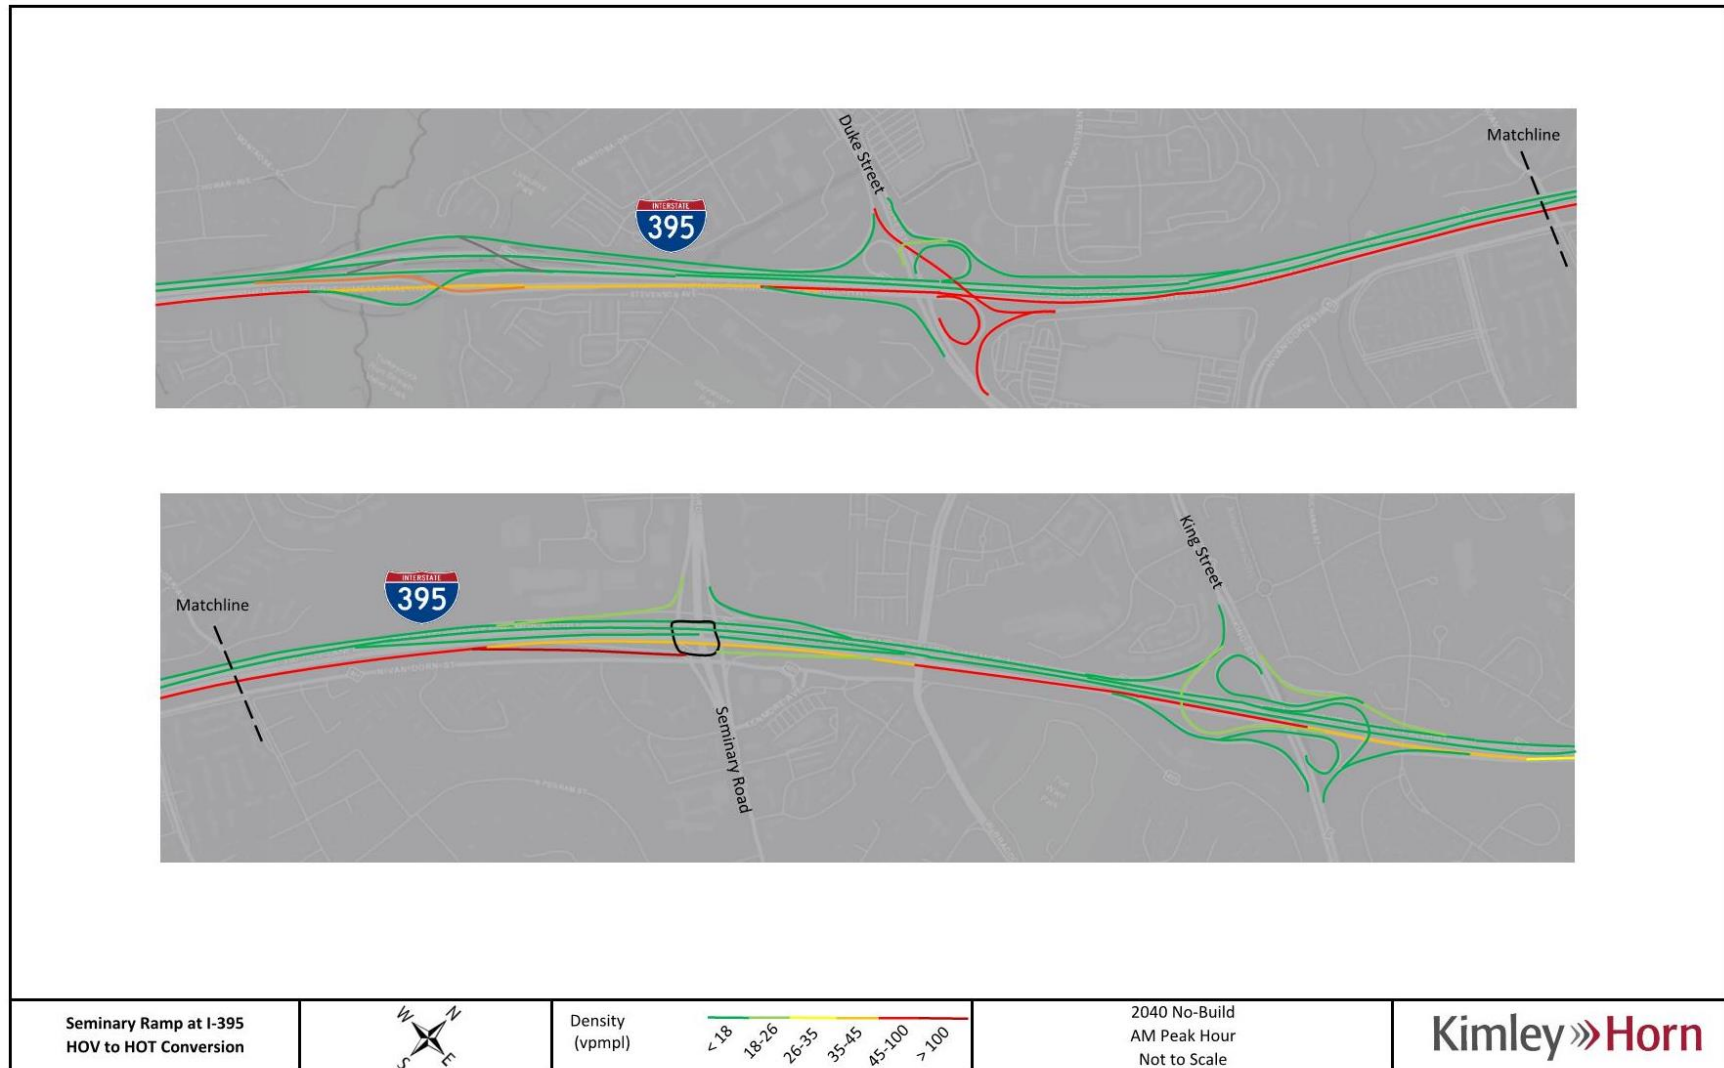 Duke Street
Matchline
INTERSTATE
395
INTERSTATE
395
Matchline
Seminary Road
King Street
Seminary Ramp at I-395
HOV to HOT Conversion
W N
S E
Density
(vpmpl)
< 18
18-26
26-35
35-45
45-100
> 100
2040 No-Build
AM Peak Hour
Not to Scale
Kimley»Horn